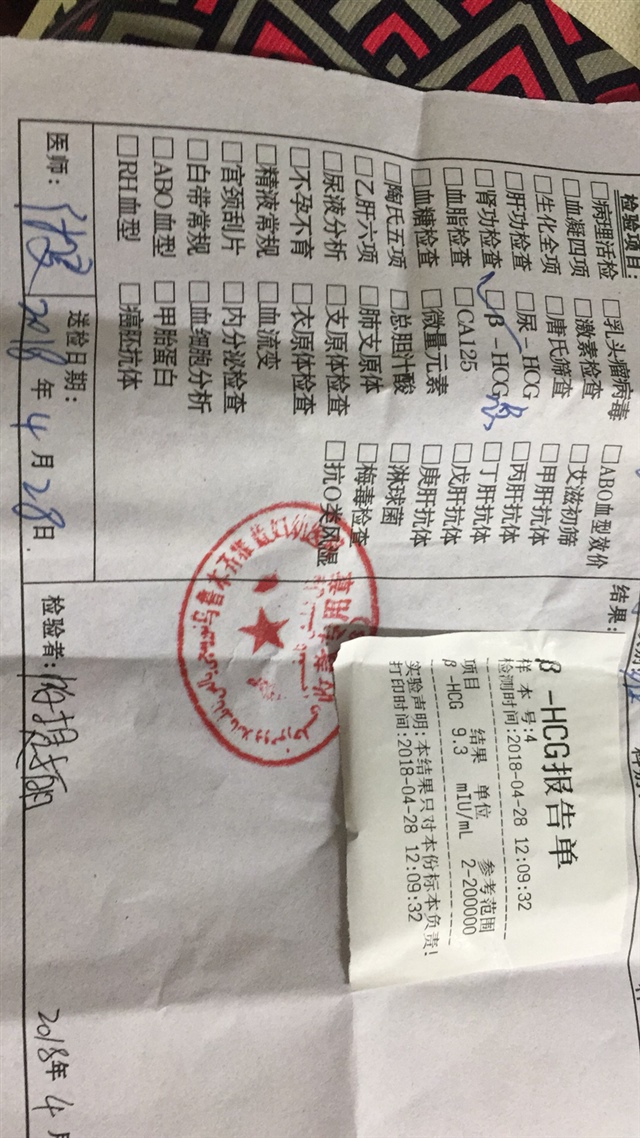 检验项目:
□病理活检 □乳头瘤病毒 □ABO血型效价
□血凝四项 □激素检查 □艾滋初筛
□生化全项 □唐氏筛查 □甲肝抗体
□肝功检查 □尿-HCG □丙肝抗体
□肾功检查 □β-HCG □丁肝抗体
□血脂检查 □CA125 □戊肝抗体
□血糖检查 □微量元素 □庚肝抗体
□陶氏五项 □总胆汁酸 □淋球菌
□乙肝六项 □肺支原体 □梅毒检查
□尿液分析 □支原体检查 □抗O类风湿
□不孕不育 □衣原体检查
□精液常规 □血流变
□宫颈刮片 □内分泌检查
□白带常规 □血细胞分析
□ABO血型 □甲胎蛋白
□RH血型 □癌胚抗体
医师: 送检日期:
2018年4月28日.
结果:
β-HCG报告单
样本号:4
检测时间:2018-04-28 12:09:32
项目 结果 单位 参考范围
β-HCG 9.3 mIU/mL 2-200000
实验声明:本结果只对本份标本负责!
打印时间:2018-04-28 12:09:32
检验者:
2018年4月